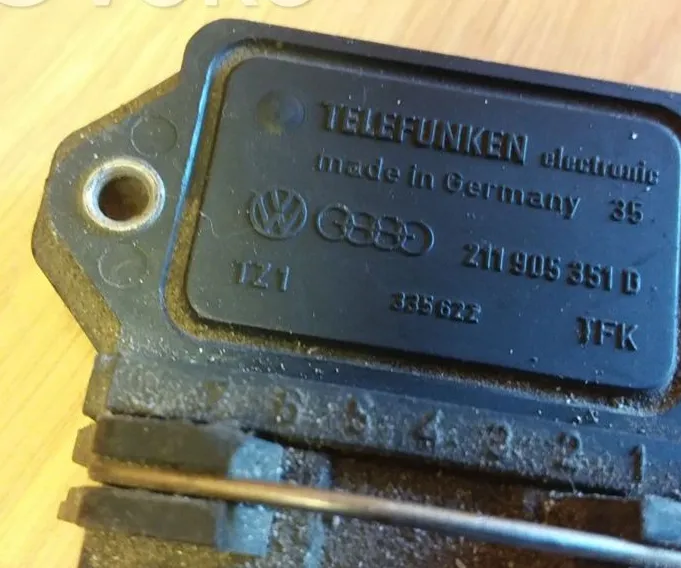 TELEFUNKEN electronic
made in Germany 35
211 905 351 D
TZ1 335 622 TFK
7 6 5 4 3 2 1